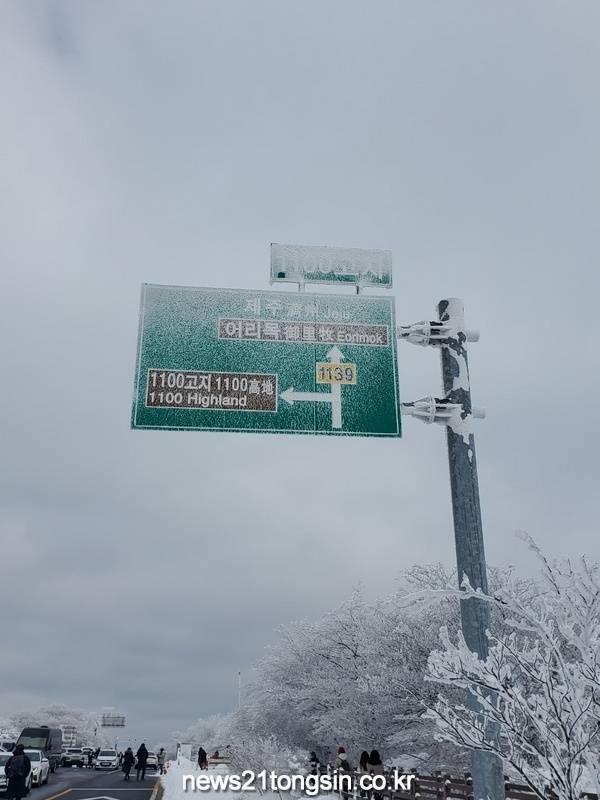 1100고지
제주 濟州 Jeju
어리목 御里牧 Eorimok
1139
1100고지 1100高地
1100 Highland
news21tongsin.co.kr